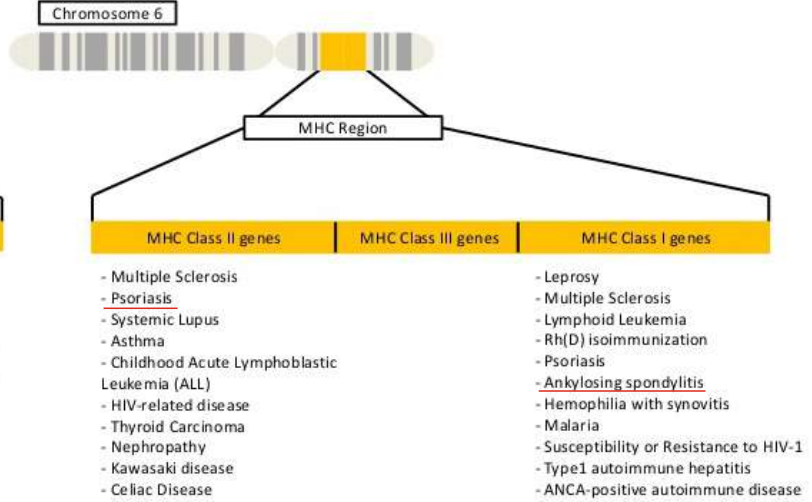 Chromosome 6
MHC Region
MHC Class II genes
MHC Class III genes
MHC Class I genes
- Multiple Sclerosis
- Psoriasis
- Systemic Lupus
- Asthma
- Childhood Acute Lymphoblastic
Leukemia (ALL)
- HIV-related disease
- Thyroid Carcinoma
- Nephropathy
- Kawasaki disease
- Celiac Disease
- Leprosy
- Multiple Sclerosis
- Lymphoid Leukemia
- Rh(D) isoimmunization
- Psoriasis
- Ankylosing spondylitis
- Hemophilia with synovitis
- Malaria
- Susceptibility or Resistance to HIV-1
- Type1 autoimmune hepatitis
- ANCA-positive autoimmune disease